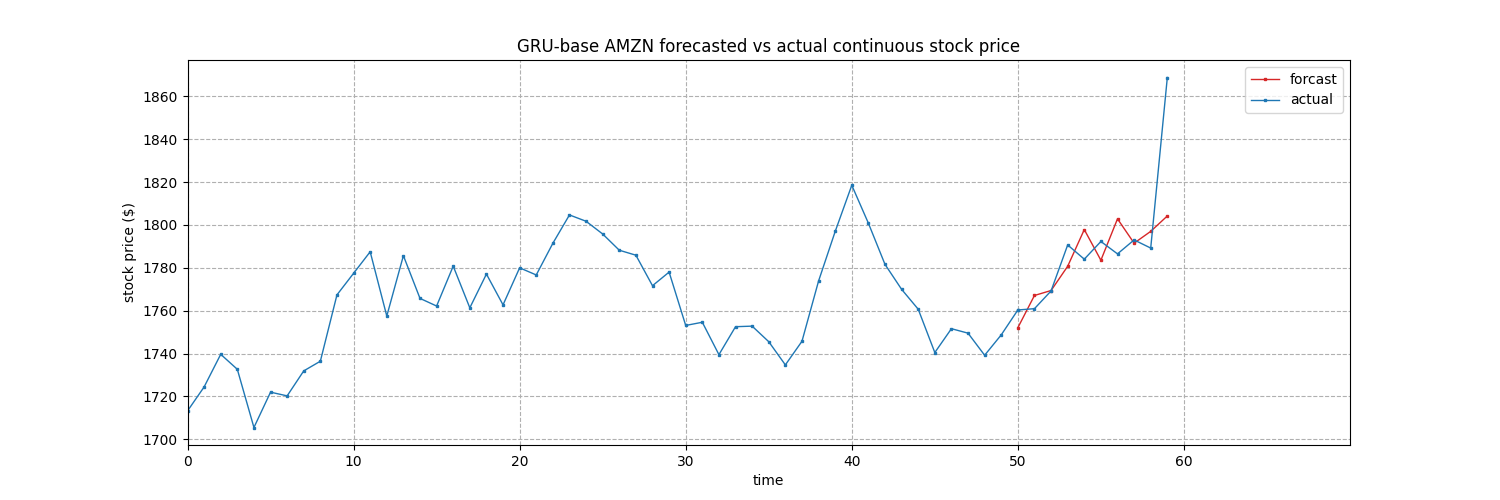 GRU-base AMZN forecasted vs actual continuous stock price
forcast
actual
stock price ($)
1860
1840
1820
1800
1780
1760
1740
1720
1700
0 10 20 30 40 50 60
time